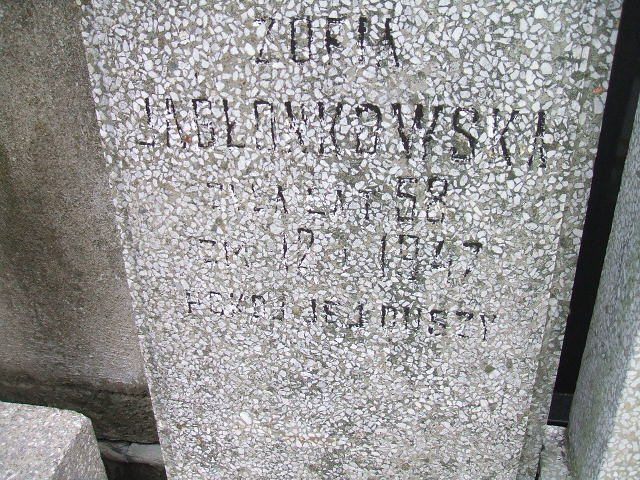 ZOFIA
JABŁONKOWSKA
ŻYŁA LAT 58
ZM. 12 1947
POKÓJ JEJ DUSZY